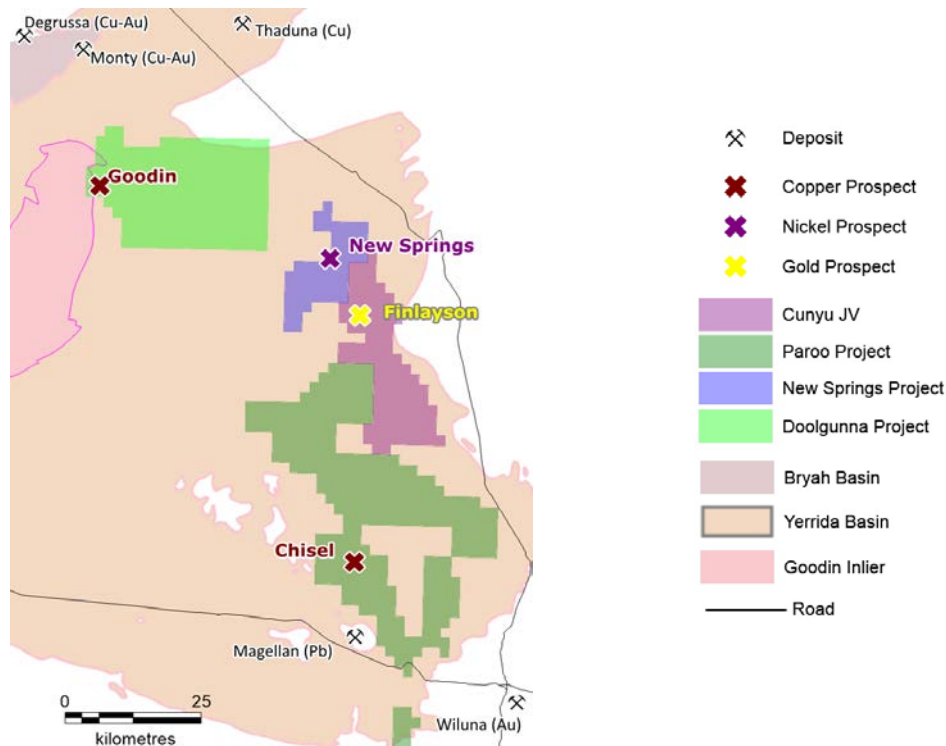 Degrussa (Cu-Au)
Thaduna (Cu)
Monty (Cu-Au)
Goodin
New Springs
Finlayson
Chisel
Magellan (Pb)
Wiluna (Au)
0 25
kilometres
Deposit
Copper Prospect
Nickel Prospect
Gold Prospect
Cunyu JV
Paroo Project
New Springs Project
Doolgunna Project
Bryah Basin
Yerrida Basin
Goodin Inlier
Road